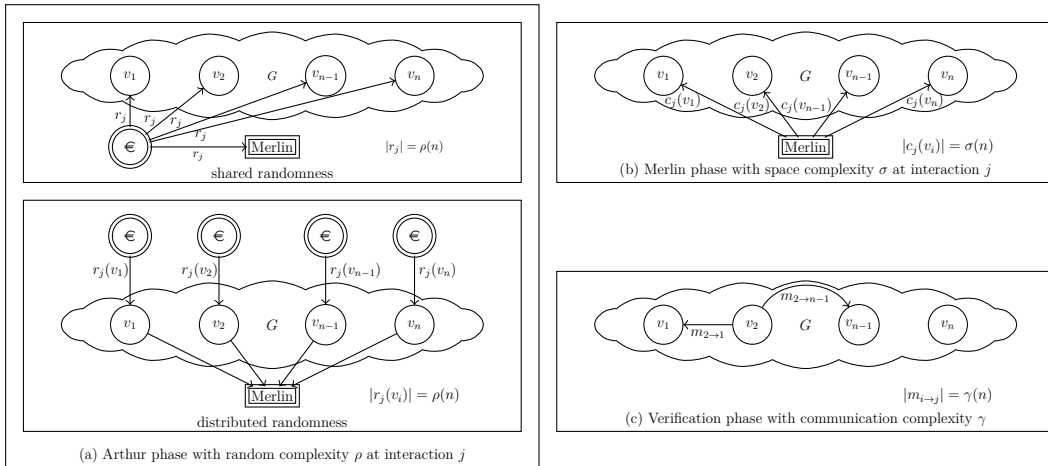 v₁ v₂ G vₙ₋₁ vₙ
rⱼ rⱼ rⱼ rⱼ
€ rⱼ Merlin |rⱼ| = ρ(n)
shared randomness
€ € € €
rⱼ(v₁) rⱼ(v₂) rⱼ(vₙ₋₁) rⱼ(vₙ)
v₁ v₂ G vₙ₋₁ vₙ
Merlin |rⱼ(vᵢ)| = ρ(n)
distributed randomness
(a) Arthur phase with random complexity ρ at interaction j
v₁ v₂ G vₙ₋₁ vₙ
cⱼ(v₁) cⱼ(v₂) cⱼ(vₙ₋₁) cⱼ(vₙ)
Merlin |cⱼ(vᵢ)| = σ(n)
(b) Merlin phase with space complexity σ at interaction j
m₂→ₙ₋₁
v₁ v₂ G vₙ₋₁ vₙ
m₂→₁
|mᵢ→ⱼ| = γ(n)
(c) Verification phase with communication complexity γ